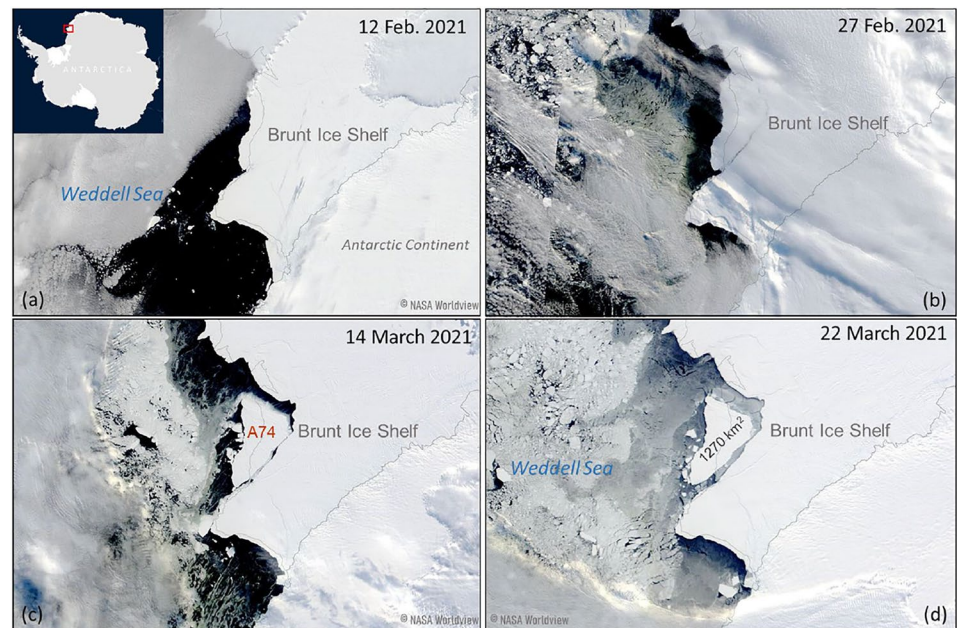 12 Feb. 2021
ANTARCTICA
Brunt Ice Shelf
Weddell Sea
Antarctic Continent
(a)
© NASA Worldview
27 Feb. 2021
Brunt Ice Shelf
(b)
14 March 2021
A74
Brunt Ice Shelf
(c)
© NASA Worldview
22 March 2021
1270 km²
Brunt Ice Shelf
Weddell Sea
© NASA Worldview
(d)